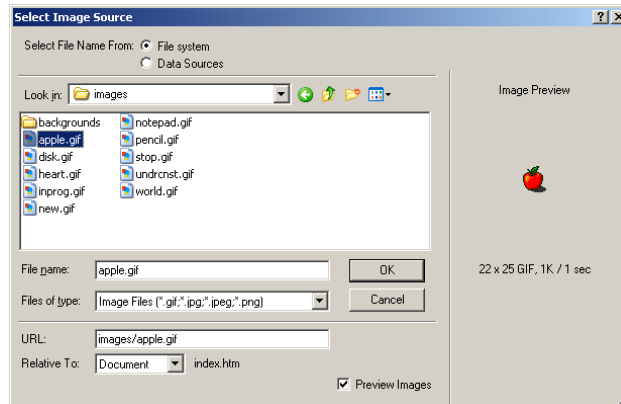 Select Image Source
Select File Name From: File system
Data Sources
Look in: images
Image Preview
backgrounds notepad.gif
apple.gif pencil.gif
disk.gif stop.gif
heart.gif undrcnst.gif
inprog.gif world.gif
new.gif
File name: apple.gif OK
22 x 25 GIF, 1K / 1 sec
Files of type: Image Files (*.gif;*.jpg;*.jpeg;*.png) Cancel
URL: images/apple.gif
Relative To: Document index.htm
Preview Images